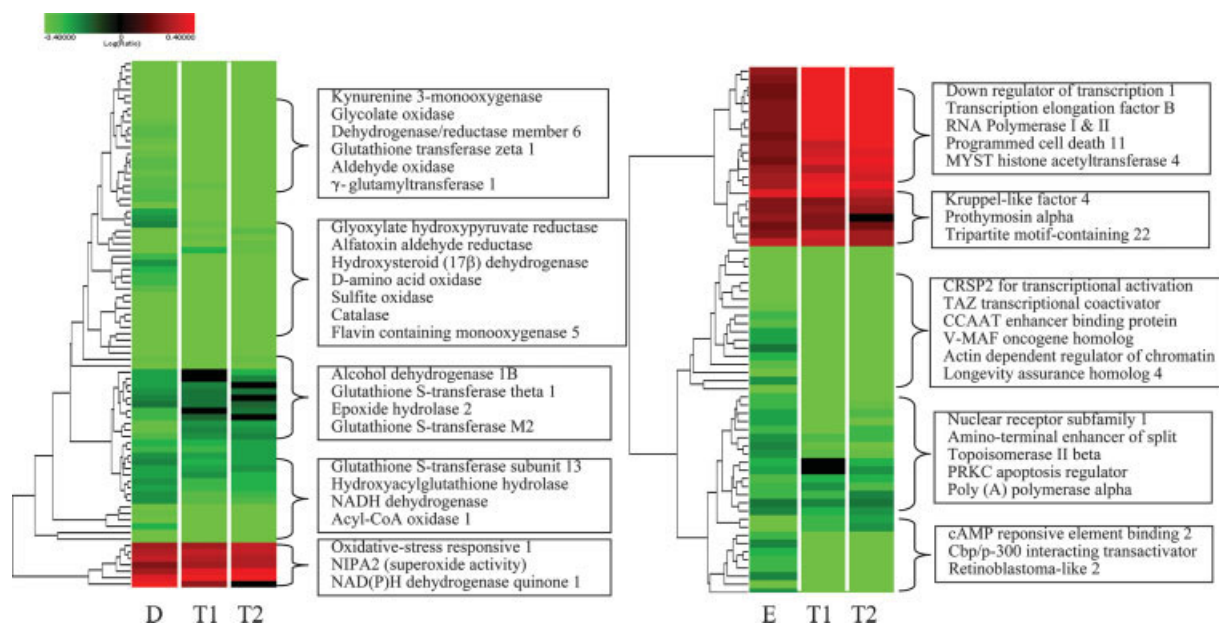 -0.40000 0 0.40000
Log(Ratio)
Kynurenine 3-monooxygenase
Glycolate oxidase
Dehydrogenase/reductase member 6
Glutathione transferase zeta 1
Aldehyde oxidase
γ-glutamyltransferase 1
Glyoxylate hydroxypyruvate reductase
Alfatoxin aldehyde reductase
Hydroxysteroid (17β) dehydrogenase
D-amino acid oxidase
Sulfite oxidase
Catalase
Flavin containing monooxygenase 5
Alcohol dehydrogenase 1B
Glutathione S-transferase theta 1
Epoxide hydrolase 2
Glutathione S-transferase M2
Glutathione S-transferase subunit 13
Hydroxyacylglutathione hydrolase
NADH dehydrogenase
Acyl-CoA oxidase 1
Oxidative-stress responsive 1
NIPA2 (superoxide activity)
NAD(P)H dehydrogenase quinone 1
D T1 T2
Down regulator of transcription 1
Transcription elongation factor B
RNA Polymerase I & II
Programmed cell death 11
MYST histone acetyltransferase 4
Kruppel-like factor 4
Prothymosin alpha
Tripartite motif-containing 22
CRSP2 for transcriptional activation
TAZ transcriptional coactivator
CCAAT enhancer binding protein
V-MAF oncogene homolog
Actin dependent regulator of chromatin
Longevity assurance homolog 4
Nuclear receptor subfamily 1
Amino-terminal enhancer of split
Topoisomerase II beta
PRKC apoptosis regulator
Poly (A) polymerase alpha
cAMP reponsive element binding 2
Cbp/p-300 interacting transactivator
Retinoblastoma-like 2
E T1 T2